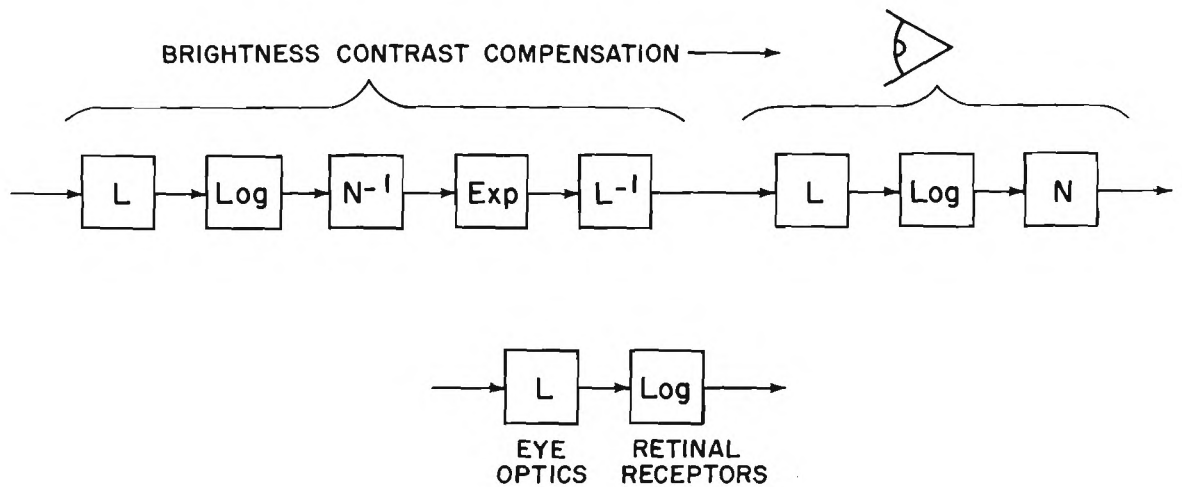 BRIGHTNESS CONTRAST COMPENSATION
L Log N⁻¹ Exp L⁻¹ L Log N
L Log
EYE RETINAL
OPTICS RECEPTORS